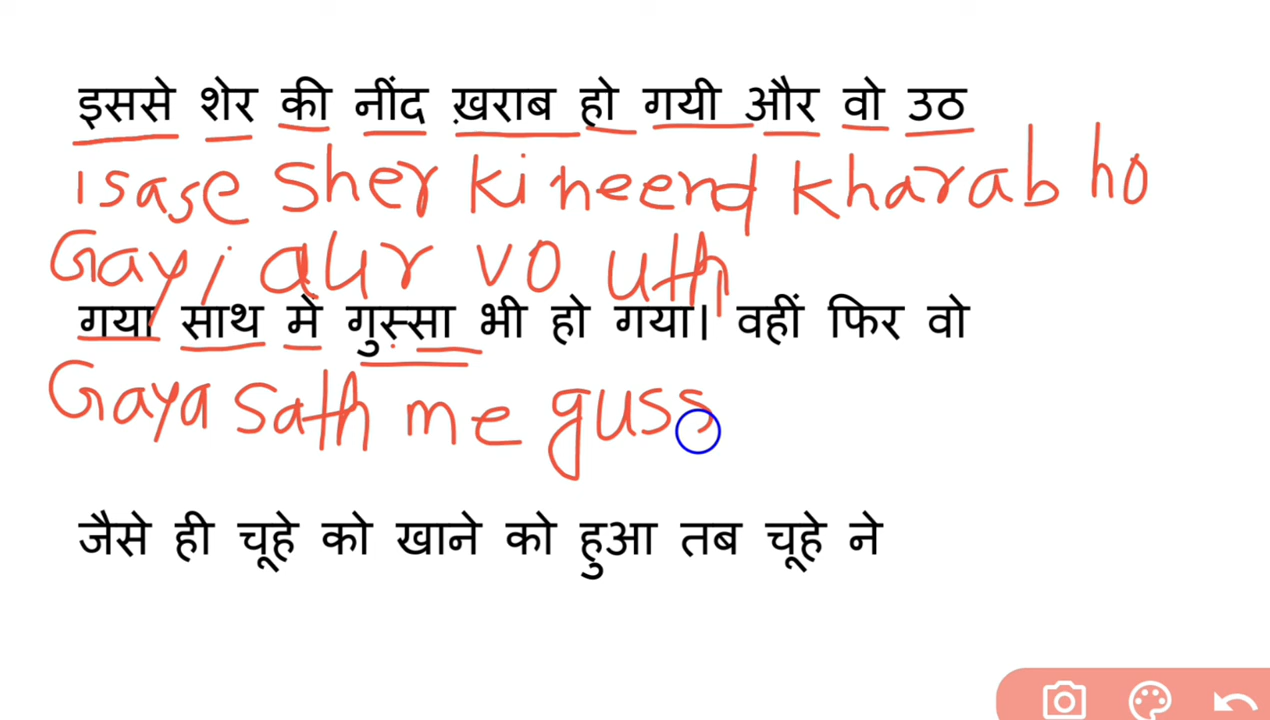 इससे शेर की नींद ख़राब हो गयी और वो उठ
isase sher ki neend kharab ho
Gayi aur vo uth
गया साथ मे गुस्सा भी हो गया। वहीं फिर वो
Gaya sath me guss
जैसे ही चूहे को खाने को हुआ तब चूहे ने